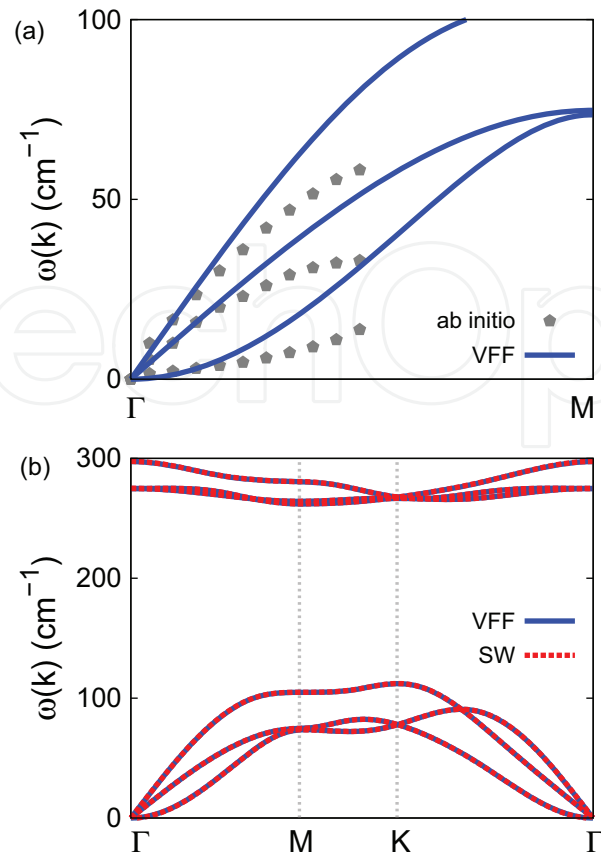 (a)
100
50
0
ω(k) (cm⁻¹)
ab initio
VFF
Γ
M
(b)
300
200
100
0
ω(k) (cm⁻¹)
VFF
SW
Γ
M
K
Γ